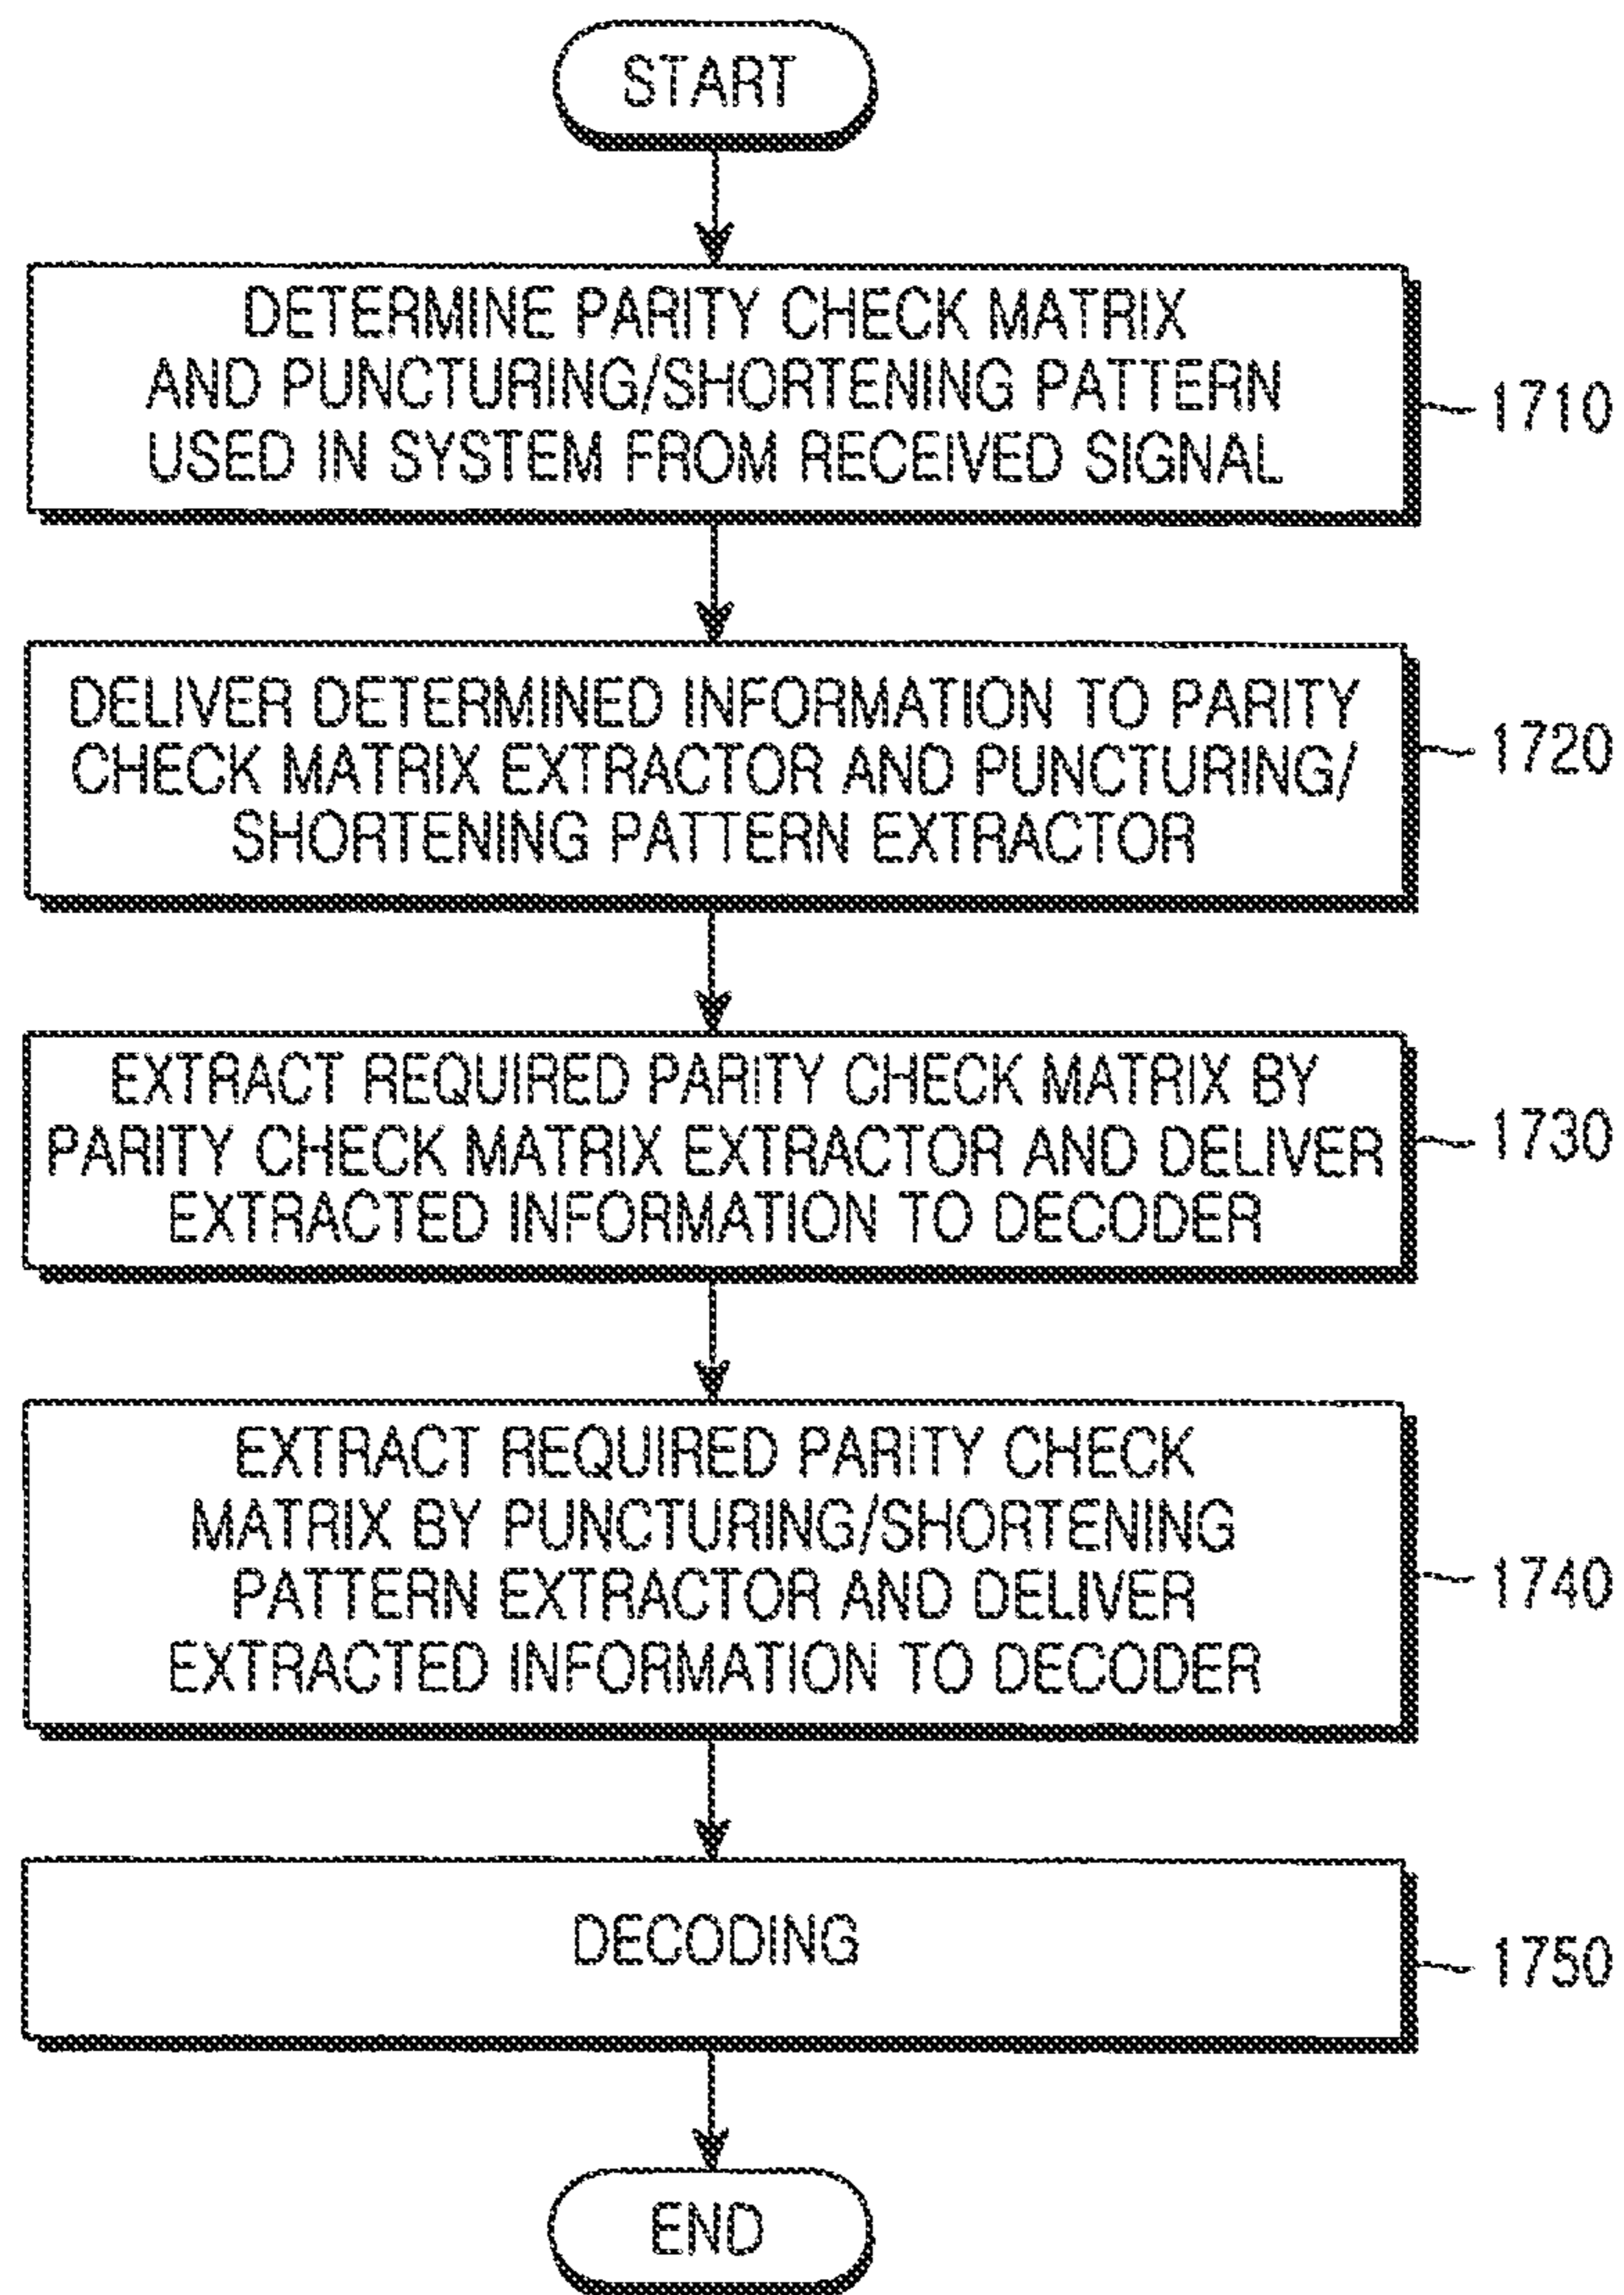 START
DETERMINE PARITY CHECK MATRIX
AND PUNCTURING/SHORTENING PATTERN
USED IN SYSTEM FROM RECEIVED SIGNAL
1710
DELIVER DETERMINED INFORMATION TO PARITY
CHECK MATRIX EXTRACTOR AND PUNCTURING/
SHORTENING PATTERN EXTRACTOR
1720
EXTRACT REQUIRED PARITY CHECK MATRIX BY
PARITY CHECK MATRIX EXTRACTOR AND DELIVER
EXTRACTED INFORMATION TO DECODER
1730
EXTRACT REQUIRED PARITY CHECK
MATRIX BY PUNCTURING/SHORTENING
PATTERN EXTRACTOR AND DELIVER
EXTRACTED INFORMATION TO DECODER
1740
DECODING
1750
END